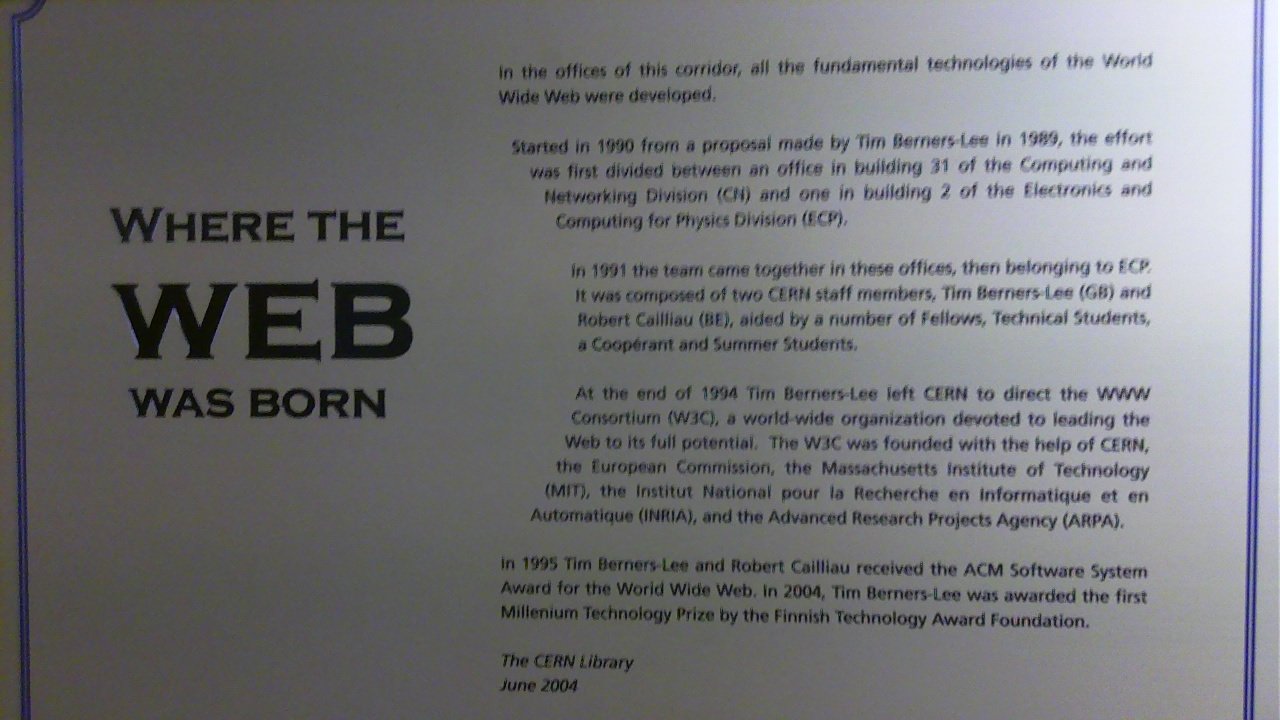 WHERE THE
WEB
WAS BORN
In the offices of this corridor, all the fundamental technologies of the World
Wide Web were developed.
Started in 1990 from a proposal made by Tim Berners-Lee in 1989, the effort
was first divided between an office in building 31 of the Computing and
Networking Division (CN) and one in building 2 of the Electronics and
Computing for Physics Division (ECP).
In 1991 the team came together in these offices, then belonging to ECP.
It was composed of two CERN staff members, Tim Berners-Lee (GB) and
Robert Cailliau (BE), aided by a number of Fellows, Technical Students,
a Coopérant and Summer Students.
At the end of 1994 Tim Berners-Lee left CERN to direct the WWW
Consortium (W3C), a world-wide organization devoted to leading the
Web to its full potential. The W3C was founded with the help of CERN,
the European Commission, the Massachusetts Institute of Technology
(MIT), the Institut National pour la Recherche en Informatique et en
Automatique (INRIA), and the Advanced Research Projects Agency (ARPA).
In 1995 Tim Berners-Lee and Robert Cailliau received the ACM Software System
Award for the World Wide Web. In 2004, Tim Berners-Lee was awarded the first
Millenium Technology Prize by the Finnish Technology Award Foundation.
The CERN Library
June 2004